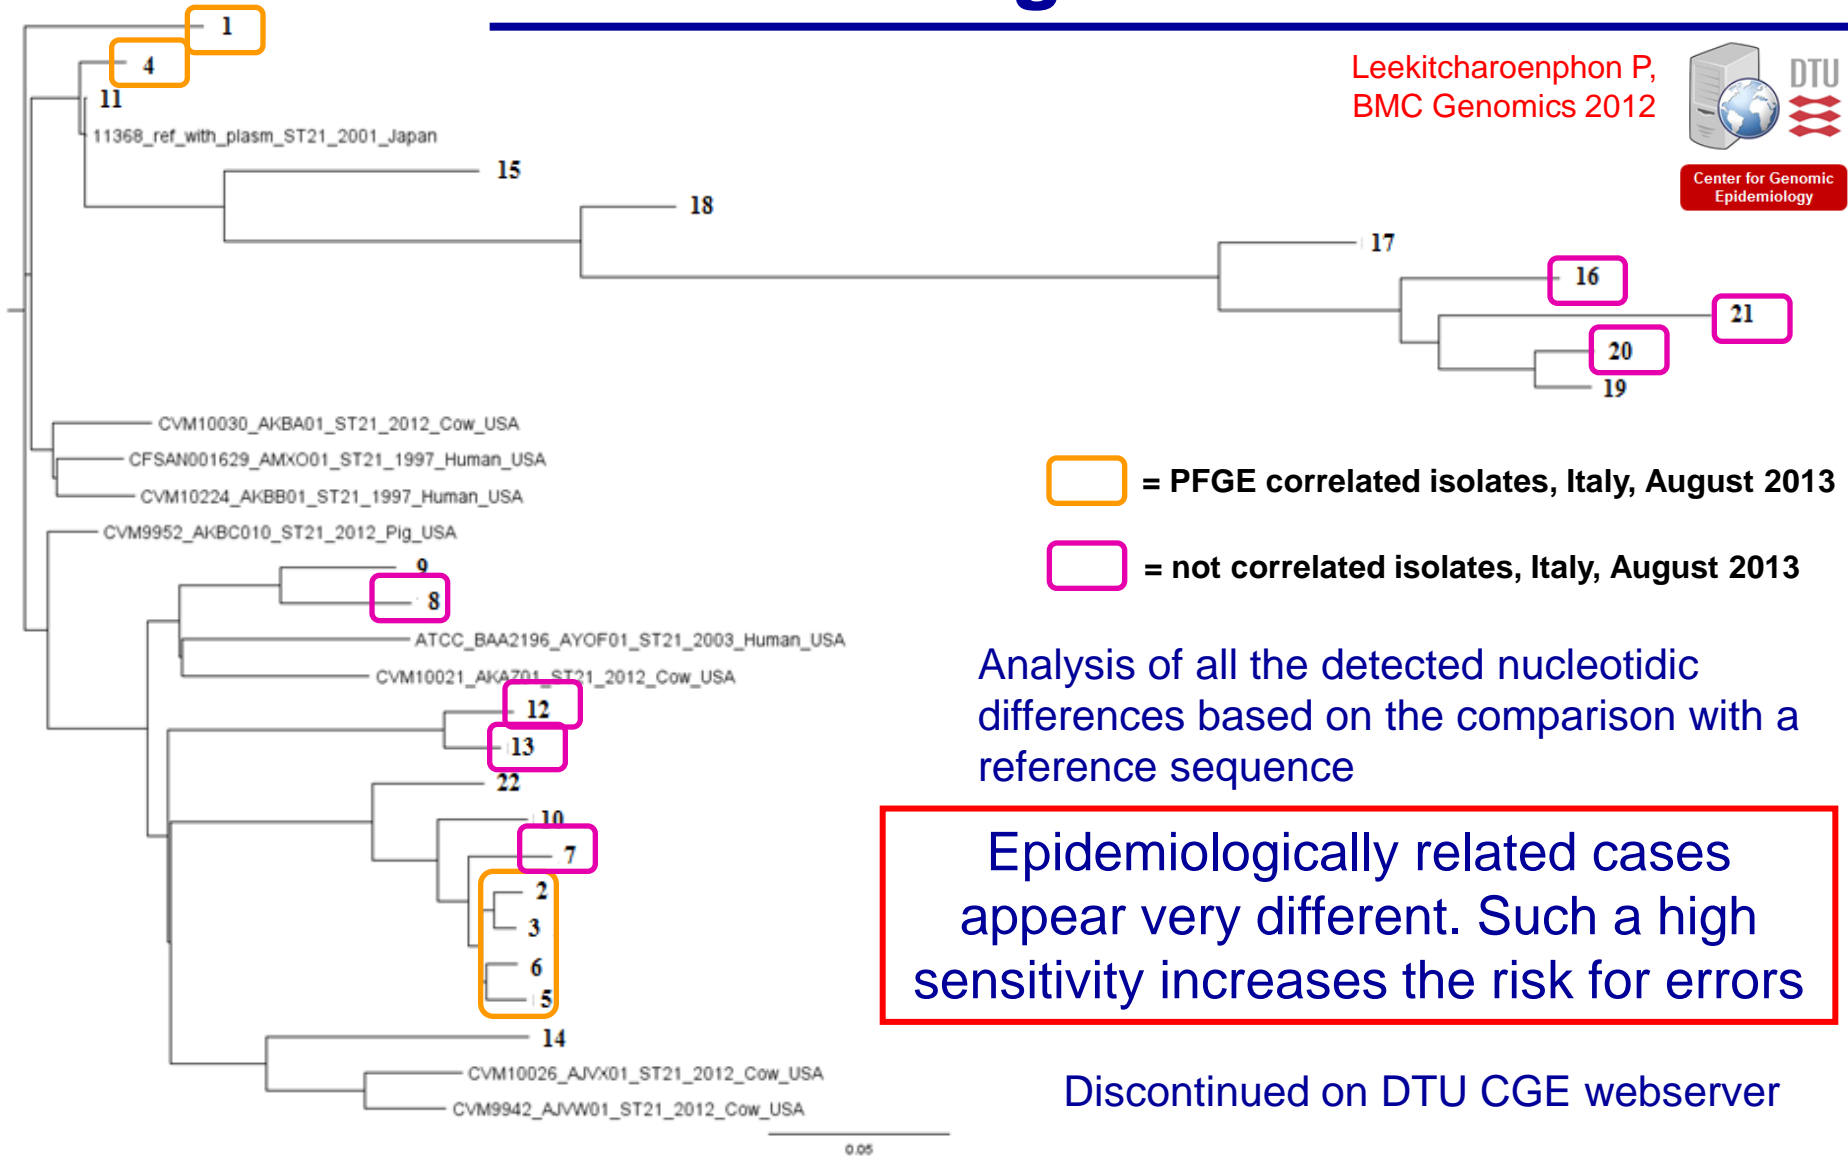 1
4
11
11368_ref_with_plasm_ST21_2001_Japan
15
18
17
16
21
20
19
Leekitcharoenphon P,
BMC Genomics 2012
DTU
Center for Genomic
Epidemiology
CVM10030_AKBA01_ST21_2012_Cow_USA
CFSAN001629_AMXO01_ST21_1997_Human_USA
CVM10224_AKBB01_ST21_1997_Human_USA
CVM9952_AKBC010_ST21_2012_Pig_USA
9
8
ATCC_BAA2196_AYOF01_ST21_2003_Human_USA
CVM10021_AKAZ01_ST21_2012_Cow_USA
12
13
22
10
7
2
3
6
5
14
CVM10026_AJVX01_ST21_2012_Cow_USA
CVM9942_AJVW01_ST21_2012_Cow_USA
0.05
= PFGE correlated isolates, Italy, August 2013
= not correlated isolates, Italy, August 2013
Analysis of all the detected nucleotidic
differences based on the comparison with a
reference sequence
Epidemiologically related cases
appear very different. Such a high
sensitivity increases the risk for errors
Discontinued on DTU CGE webserver